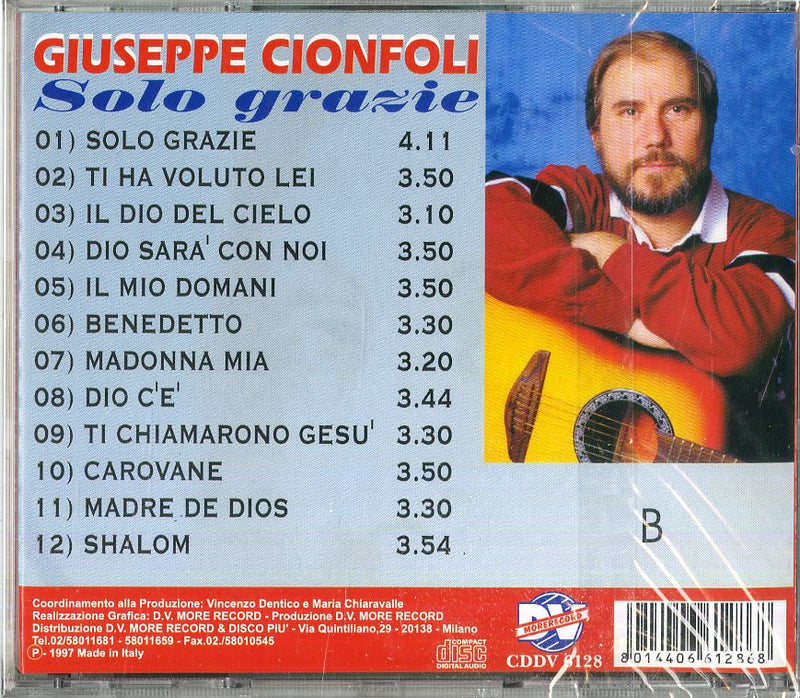 GIUSEPPE CIONFOLI
Solo grazie
01) SOLO GRAZIE 4.11
02) TI HA VOLUTO LEI 3.50
03) IL DIO DEL CIELO 3.10
04) DIO SARA' CON NOI 3.50
05) IL MIO DOMANI 3.50
06) BENEDETTO 3.30
07) MADONNA MIA 3.20
08) DIO C'E' 3.44
09) TI CHIAMARONO GESU' 3.30
10) CAROVANE 3.50
11) MADRE DE DIOS 3.30
12) SHALOM 3.54
B
Coordinamento alla Produzione: Vincenzo Dentico e Maria Chiaravalle
Realizzazione Grafica: D.V. MORE RECORD - Produzione D.V. MORE RECORD
Distribuzione D.V. MORE RECORD & DISCO PIU' - Via Quintiliano,29 - 20138 - Milano
Tel.02/58011681 - 58011659 - Fax.02/58010545
℗ - 1997 Made in Italy
COMPACT
disc
DIGITAL AUDIO
DV
MORERECORD
CDDV 6128
8 014406 612868